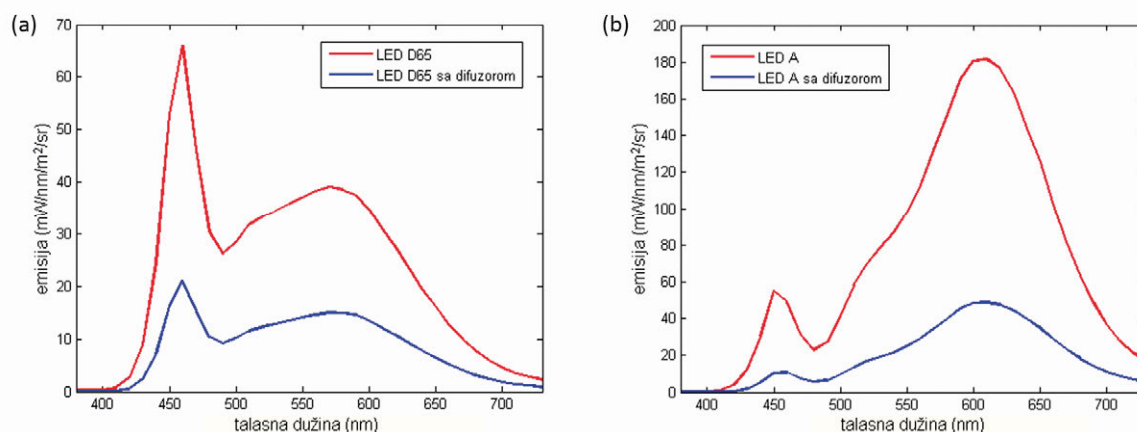 (a)
70
60
50
40
30
20
10
0
emisija (mW/nm/m²/sr)
LED D65
LED D65 sa difuzorom
400 450 500 550 600 650 700
talasna dužina (nm)
(b)
200
180
160
140
120
100
80
60
40
20
0
emisija (mW/nm/m²/sr)
LED A
LED A sa difuzorom
400 450 500 550 600 650 700
talasna dužina (nm)